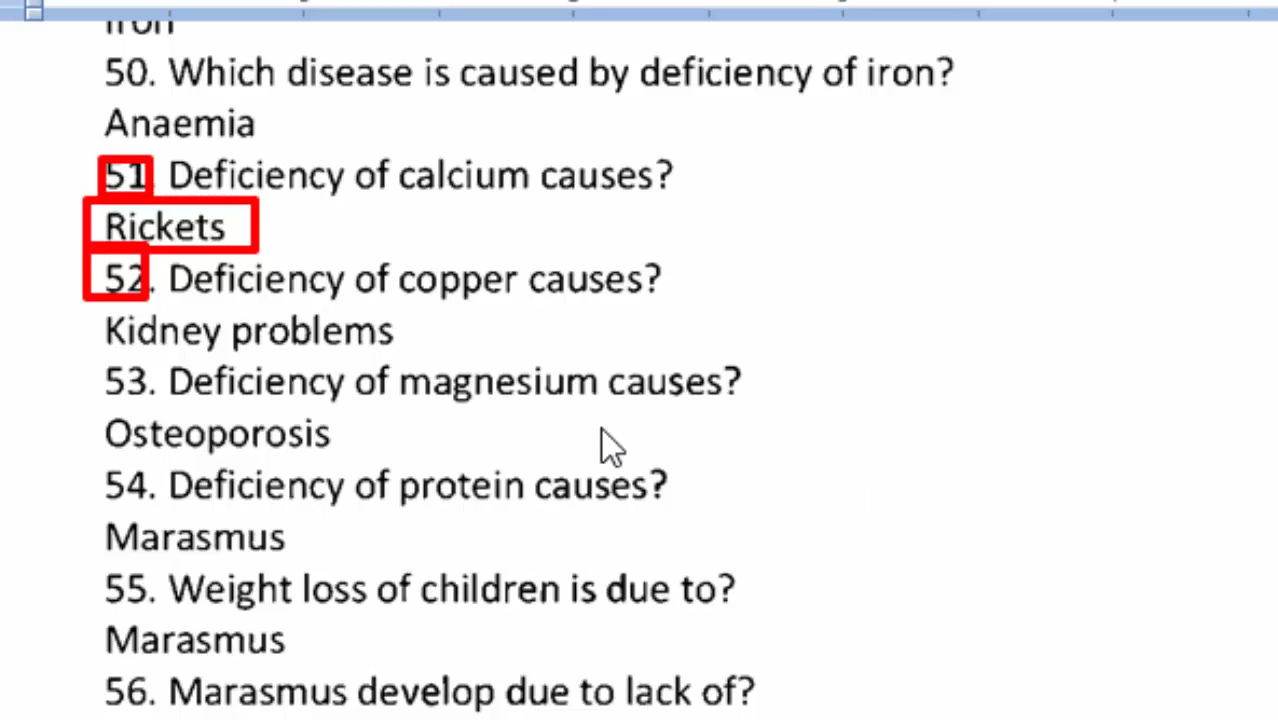 Iron
50. Which disease is caused by deficiency of iron?
Anaemia
51. Deficiency of calcium causes?
Rickets
52. Deficiency of copper causes?
Kidney problems
53. Deficiency of magnesium causes?
Osteoporosis
54. Deficiency of protein causes?
Marasmus
55. Weight loss of children is due to?
Marasmus
56. Marasmus develop due to lack of?